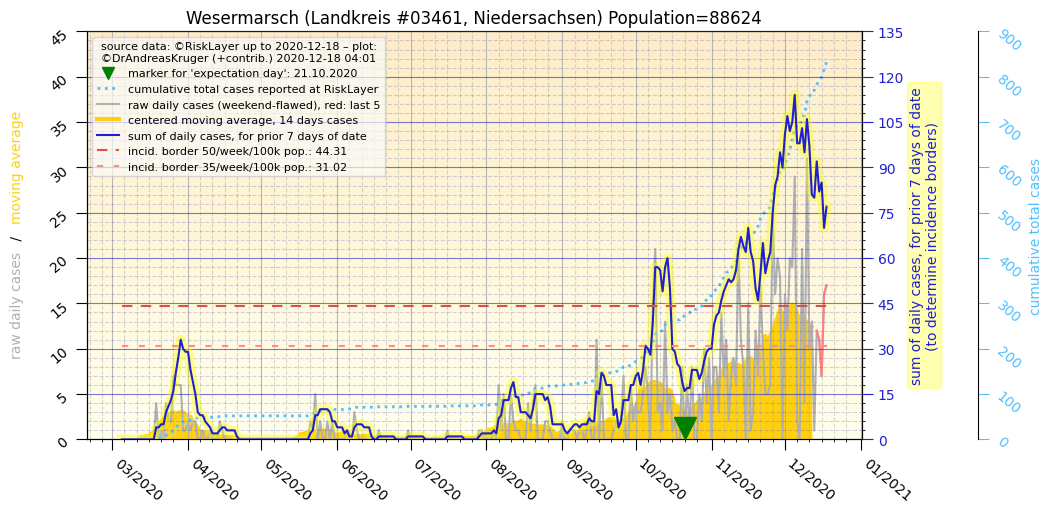 Wesermarsch (Landkreis #03461, Niedersachsen) Population=88624
source data: ©RiskLayer up to 2020-12-18 – plot:
©DrAndreasKruger (+contrib.) 2020-12-18 04:01
marker for 'expectation day': 21.10.2020
cumulative total cases reported at RiskLayer
raw daily cases (weekend-flawed), red: last 5
centered moving average, 14 days cases
sum of daily cases, for prior 7 days of date
incid. border 50/week/100k pop.: 44.31
incid. border 35/week/100k pop.: 31.02
raw daily cases / moving average
45
40
35
30
25
20
15
10
5
0
03/2020
04/2020
05/2020
06/2020
07/2020
08/2020
09/2020
10/2020
11/2020
12/2020
01/2021
135
120
105
90
75
60
45
30
15
0
sum of daily cases, for prior 7 days of date
(to determine incidence borders)
900
800
700
600
500
400
300
200
100
0
cumulative total cases